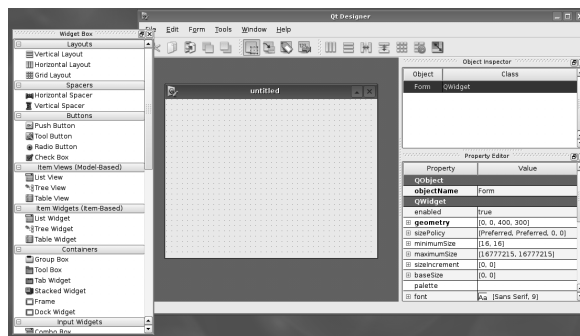 Qt Designer
Edit Form Tools Window Help
Widget Box
Layouts
Vertical Layout
Horizontal Layout
Grid Layout
Spacers
Horizontal Spacer
Vertical Spacer
Buttons
Push Button
Tool Button
Radio Button
Check Box
Item Views (Model-Based)
List View
Tree View
Table View
Item Widgets (Item-Based)
List Widget
Tree Widget
Table Widget
Containers
Group Box
Tool Box
Tab Widget
Stacked Widget
Frame
Dock Widget
Input Widgets
Combo Box
untitled
Object Inspector
Object Class
Form QWidget
Property Editor
Property Value
QObject
objectName Form
QWidget
enabled true
geometry [0, 0, 400, 300]
sizePolicy [Preferred, Preferred, 0, 0]
minimumSize [16, 16]
maximumSize [16777215, 16777215]
sizeIncrement [0, 0]
baseSize [0, 0]
palette
font Aa [Sans Serif, 9]